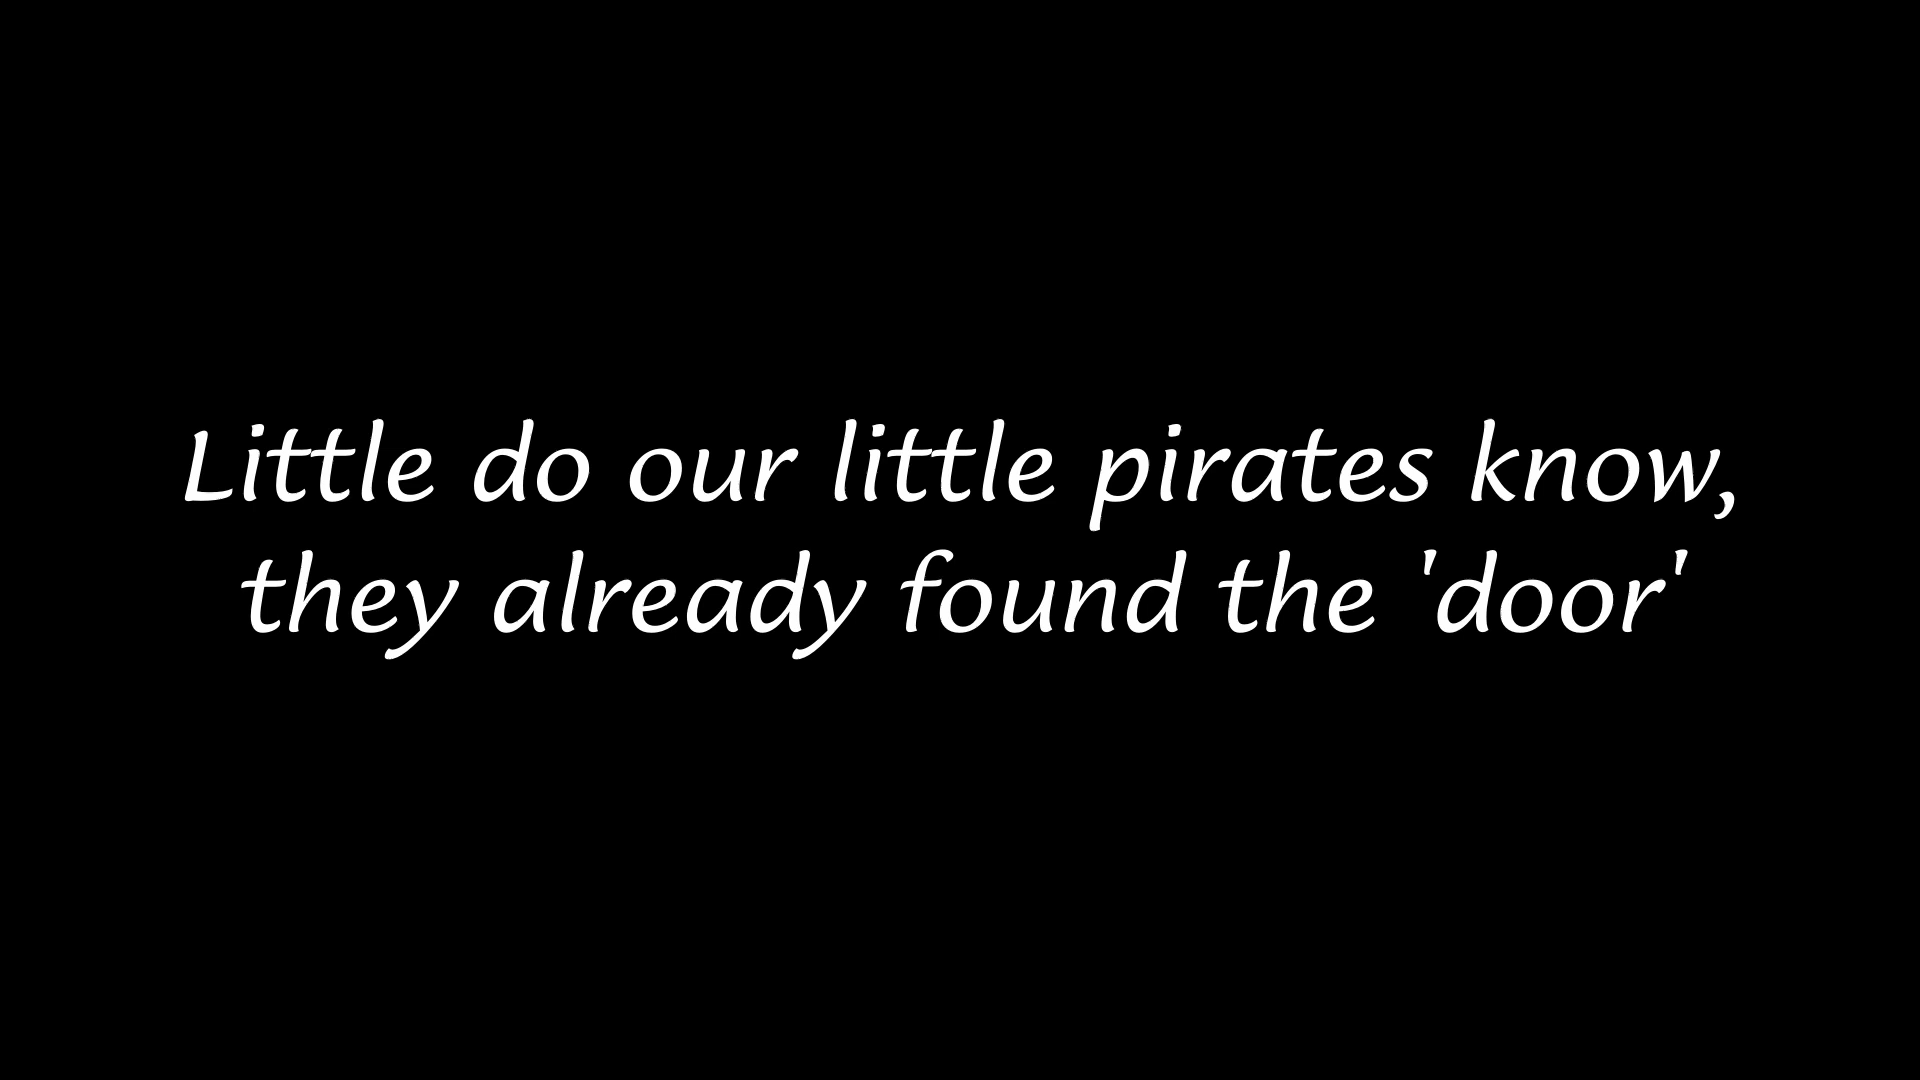 Little do our little pirates know,
they already found the 'door'